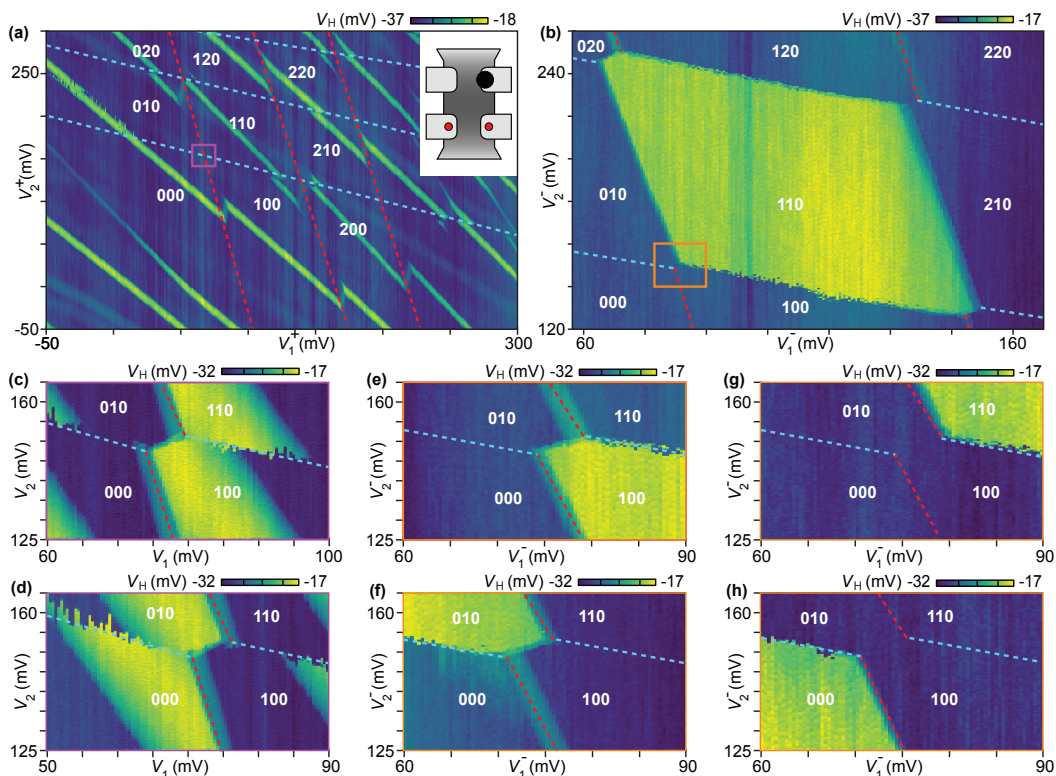 V_H (mV) -37 -18
V_H (mV) -37 -17
(a)
020
120
220
250
010
110
210
V_2^+ (mV)
000
100
200
-50
-50
V_1^+ (mV)
300
(b)
020
120
220
240
V_2^- (mV)
010
110
210
000
100
120
60
V_1^- (mV)
160
(c)
V_H (mV) -32 -17
160
010
110
V_2 (mV)
000
100
125
60
V_1 (mV)
100
(e)
V_H (mV) -32 -17
160
010
110
V_2^- (mV)
000
100
125
60
V_1^- (mV)
90
(g)
V_H (mV) -32 -17
160
010
110
V_2^- (mV)
000
100
125
60
V_1^- (mV)
90
(d)
V_H (mV) -32 -17
160
010
110
V_2 (mV)
000
100
125
50
V_1 (mV)
90
(f)
V_H (mV) -32 -17
160
010
110
V_2^- (mV)
000
100
125
60
V_1^- (mV)
90
(h)
V_H (mV) -32 -17
160
010
110
V_2^- (mV)
000
100
125
60
V_1^- (mV)
90